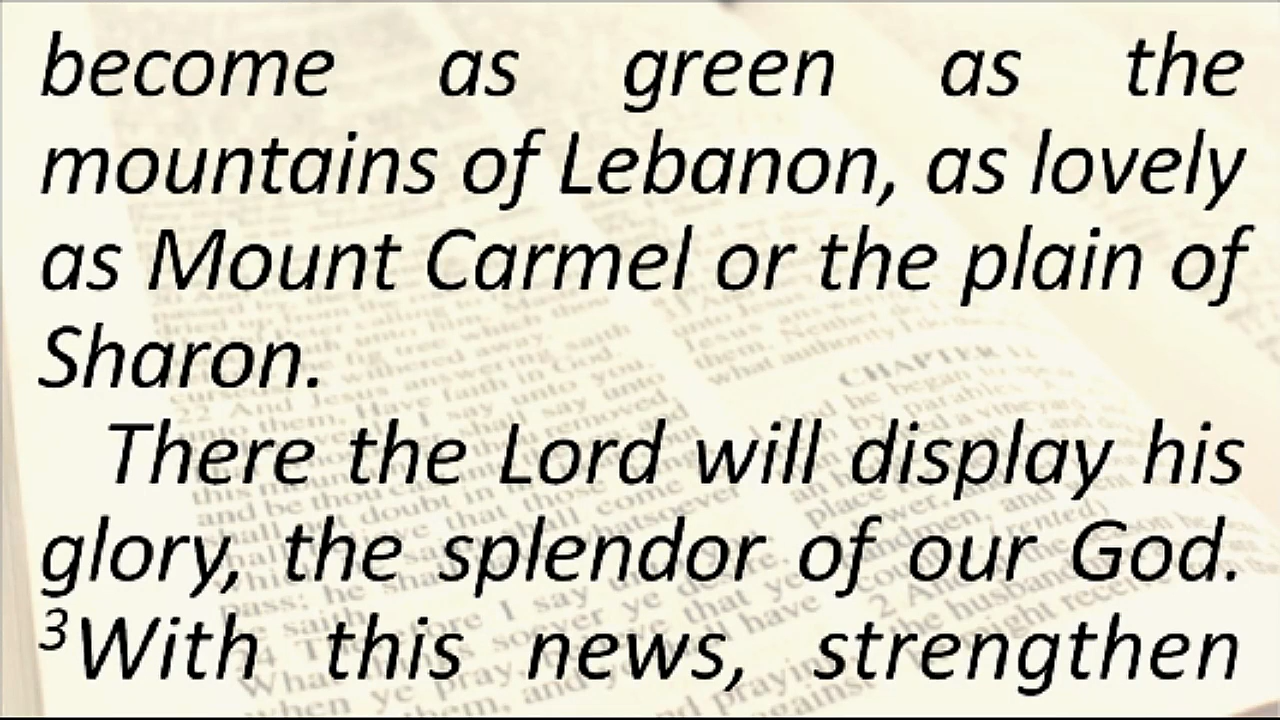 become as green as the
mountains of Lebanon, as lovely
as Mount Carmel or the plain of
Sharon.
There the Lord will display his
glory, the splendor of our God.
³With this news, strengthen